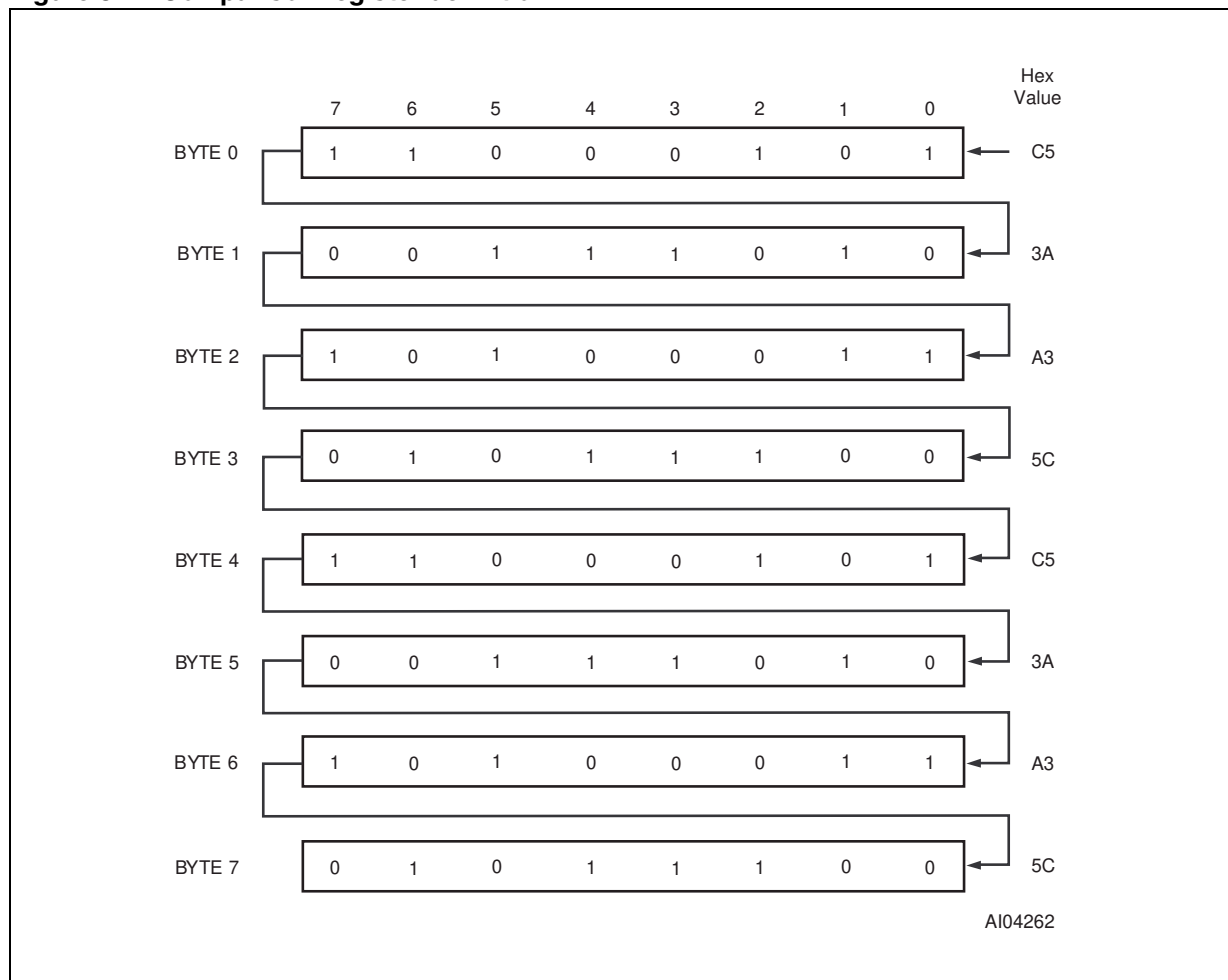 Hex
Value
7 6 5 4 3 2 1 0
BYTE 0 1 1 0 0 0 1 0 1 C5
BYTE 1 0 0 1 1 1 0 1 0 3A
BYTE 2 1 0 1 0 0 0 1 1 A3
BYTE 3 0 1 0 1 1 1 0 0 5C
BYTE 4 1 1 0 0 0 1 0 1 C5
BYTE 5 0 0 1 1 1 0 1 0 3A
BYTE 6 1 0 1 0 0 0 1 1 A3
BYTE 7 0 1 0 1 1 1 0 0 5C
AI04262